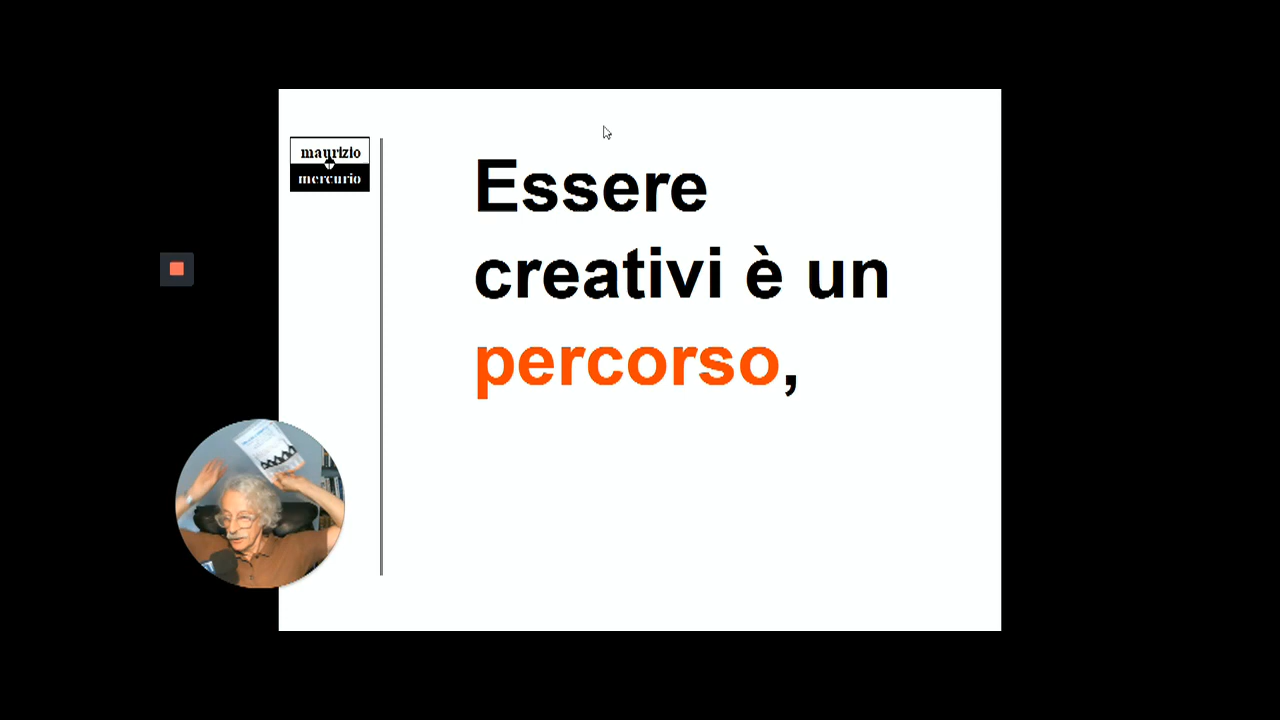 maurizio
mercurio
Essere
creativi è un
percorso,